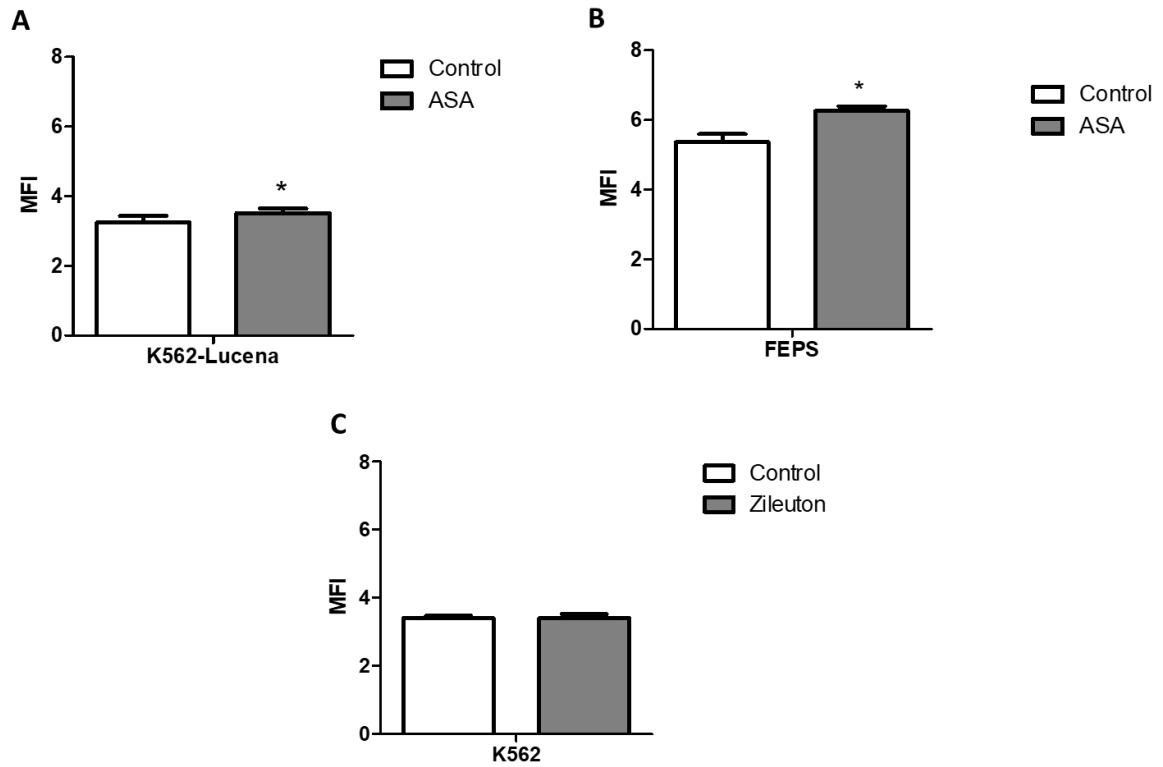 A
8
6
4
2
0
MFI
*
K562-Lucena
Control
ASA
B
8
6
4
2
0
MFI
*
FEPS
Control
ASA
C
8
6
4
2
0
MFI
K562
Control
Zileuton